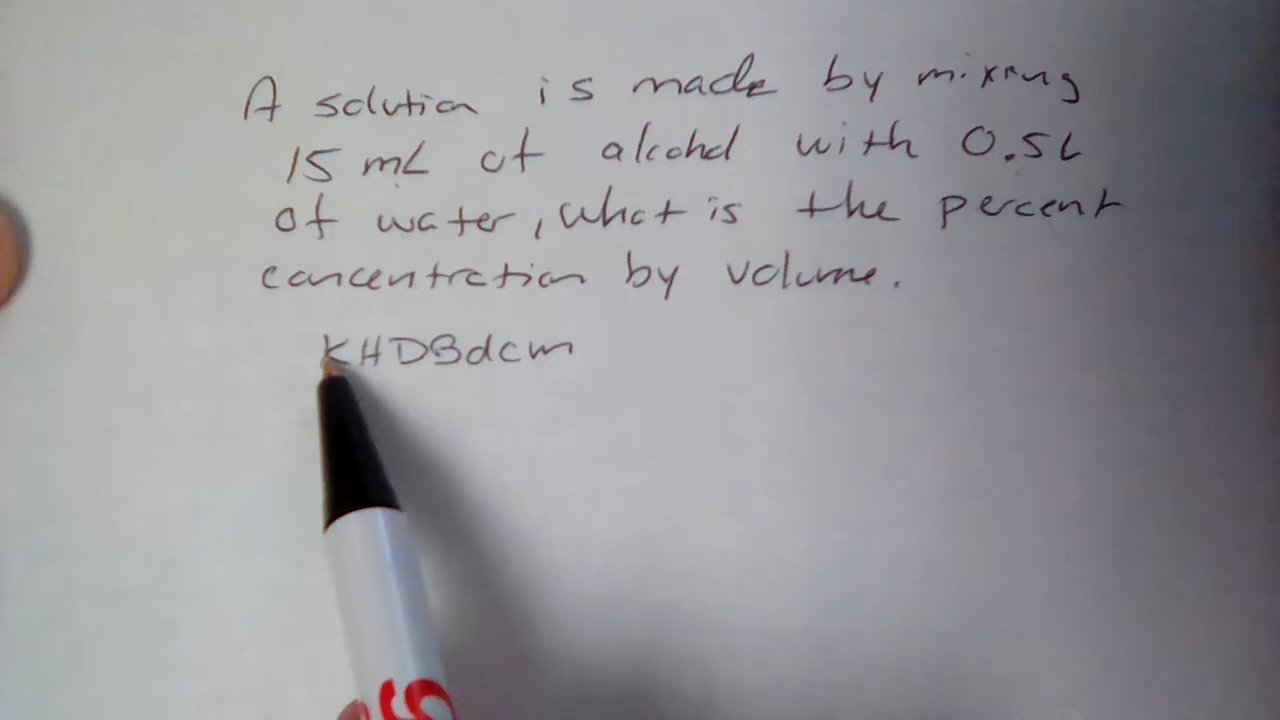 A solution is made by mixing
15 mL of alcohol with 0.5L
of water, what is the percent
concentration by volume.
KHDBdcm